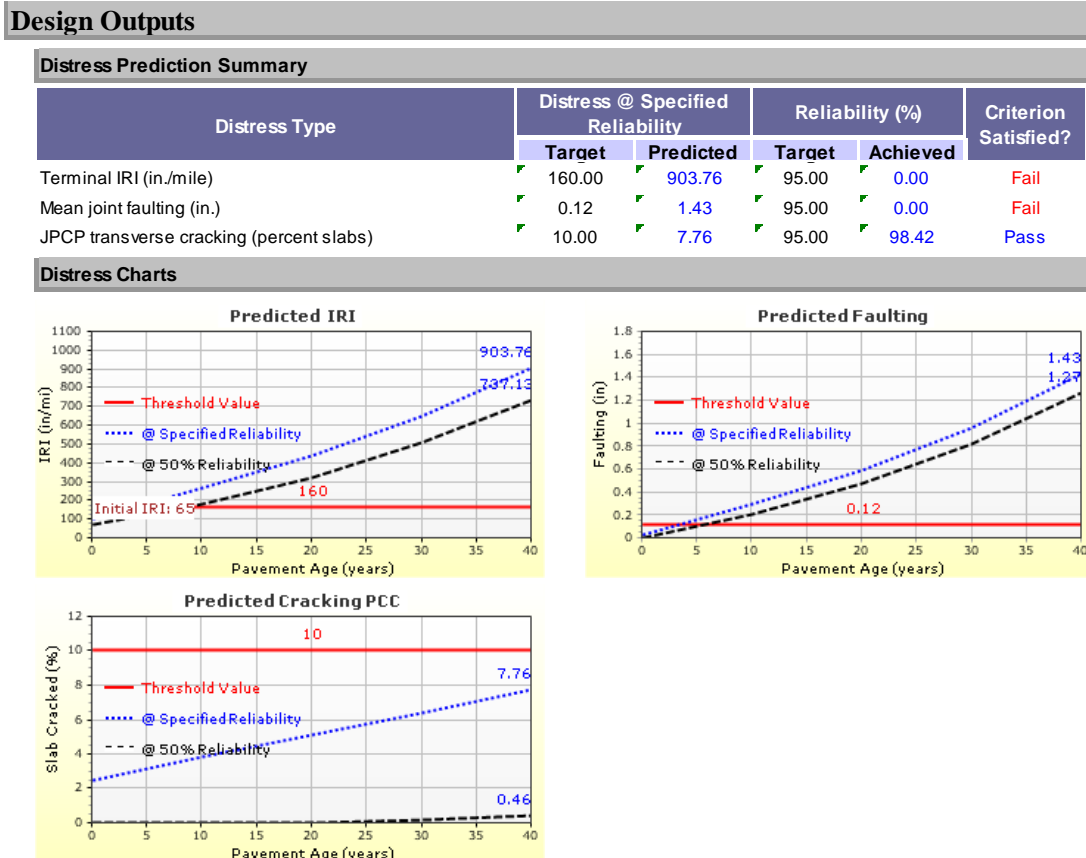 Design Outputs
Distress Prediction Summary
Distress Type
Distress @ Specified Reliability
Reliability (%)
Criterion Satisfied?
Target Predicted Target Achieved
Terminal IRI (in./mile) 160.00 903.76 95.00 0.00 Fail
Mean joint faulting (in.) 0.12 1.43 95.00 0.00 Fail
JPCP transverse cracking (percent slabs) 10.00 7.76 95.00 98.42 Pass
Distress Charts
Predicted IRI
IRI (in/mi)
1100
1000
900
800
700
600
500
400
300
200
100
0
903.76
737.13
Threshold Value
@ Specified Reliability
@ 50% Reliability
160
Initial IRI: 65
0 5 10 15 20 25 30 35 40
Pavement Age (years)
Predicted Faulting
Faulting (in)
1.8
1.6
1.4
1.2
1
0.8
0.6
0.4
0.2
0
1.43
1.27
Threshold Value
@ Specified Reliability
@ 50% Reliability
0.12
0 5 10 15 20 25 30 35 40
Pavement Age (years)
Predicted Cracking PCC
Slab Cracked (%)
12
10
8
6
4
2
0
10
7.76
Threshold Value
@ Specified Reliability
@ 50% Reliability
0.46
0 5 10 15 20 25 30 35 40
Pavement Age (years)